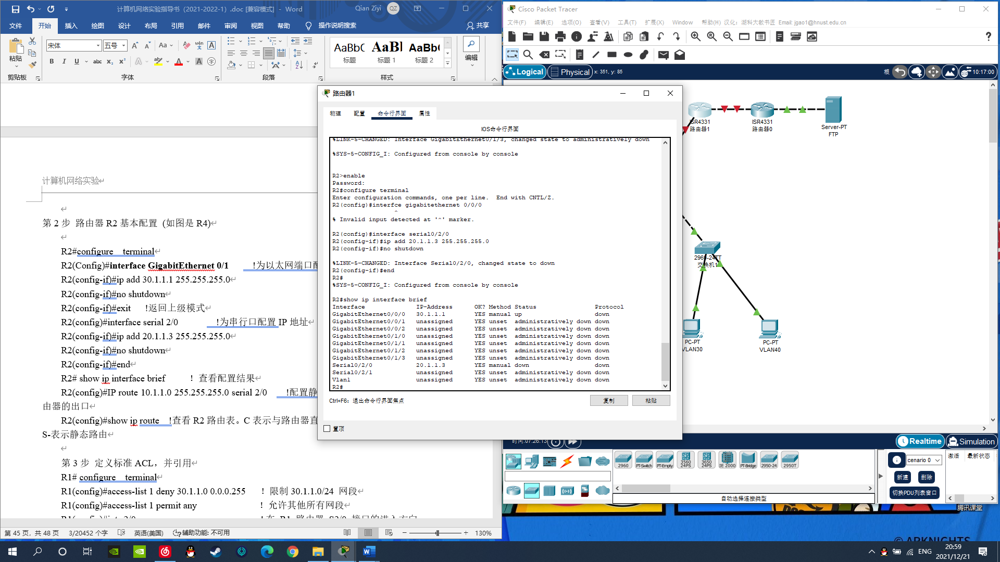 计算机网络实验指导书（2021-2022-1）.doc [兼容模式] - Word
Qian Ziyi QZ
文件 开始 插入 绘图 设计 布局 引用 邮件 审阅 视图 帮助 操作说明搜索 共享
粘贴 宋体 五号
AaBbC AaBl AaBb(
标题 标题 1 标题 2
编辑
剪贴板 字体 段落 样式
计算机网络实验
第 2 步 路由器 R2 基本配置 (如图是 R4)
R2#configure terminal
R2(Config)#interface GigabitEthernet 0/1 !为以太网端口配
R2(config-if)#ip add 30.1.1.1 255.255.255.0
R2(config-if)#no shutdown
R2(config-if)#exit !返回上级模式
R2(config)#interface serial 2/0 !为串行口配置 IP 地址
R2(config-if)#ip add 20.1.1.3 255.255.255.0
R2(config-if)#no shutdown
R2(config-if)#end
R2# show ip interface brief ！ 查看配置结果
R2(config)#IP route 10.1.1.0 255.255.255.0 serial 2/0 !配置静
由器的出口
R2(config)#show ip route !查看 R2 路由表。C 表示与路由器直
S-表示静态路由
第 3 步 定义标准 ACL，并引用
R1# configure terminal
R1(config)#access-list 1 deny 30.1.1.0 0.0.0.255 ！ 限制 30.1.1.0/24 网段
R1(config)#access-list 1 permit any ！ 允许其他所有网段
第 45 页，共 48 页 3/20452 个字 英语(美国) 辅助功能: 不可用 130%
路由器1
物理 配置 命令行界面 属性
IOS命令行界面
%LINK-5-CHANGED: Interface GigabitEthernet0/1/3, changed state to administratively down
%SYS-5-CONFIG_I: Configured from console by console
R2>enable
Password:
R2#configure terminal
Enter configuration commands, one per line. End with CNTL/Z.
R2(config)#interfce gigabitethernet 0/0/0
^
% Invalid input detected at '^' marker.
R2(config)#interface serial0/2/0
R2(config-if)#ip add 20.1.1.3 255.255.255.0
R2(config-if)#no shutdown
%LINK-5-CHANGED: Interface Serial0/2/0, changed state to down
R2(config-if)#end
R2#
%SYS-5-CONFIG_I: Configured from console by console
R2#show ip interface brief
Interface IP-Address OK? Method Status Protocol
GigabitEthernet0/0/0 30.1.1.1 YES manual up down
GigabitEthernet0/0/1 unassigned YES unset administratively down down
GigabitEthernet0/0/2 unassigned YES unset administratively down down
GigabitEthernet0/1/0 unassigned YES unset administratively down down
GigabitEthernet0/1/1 unassigned YES unset administratively down down
GigabitEthernet0/1/2 unassigned YES unset administratively down down
GigabitEthernet0/1/3 unassigned YES unset administratively down down
Serial0/2/0 20.1.1.3 YES manual down down
Serial0/2/1 unassigned YES unset administratively down down
Vlan1 unassigned YES unset administratively down down
R2#
Ctrl+F6: 退出命令行界面焦点 复制 粘贴
置顶
Cisco Packet Tracer
文件(F) 编辑(E) 选项(O) 查看(V) 工具(T) 扩展(X) Window 帮助(H) 汉化：湖科大教书匠 Email: jgao1@hnust.edu.cn
Logical Physical x: 351, y: 85 根 10:17:00
ISR4331
路由器1
ISR4331
路由器0
Server-PT
FTP
2960-24TT
交换机1
PC-PT
VLAN30
PC-PT
VLAN40
时间:07:26:13 Realtime Simulation
2960 PT-Switch PT-Empty 3560 24PS 3650 24PS IE 2000 PT-Bridge 2950-24 2950T
cenario 0 激活 最新状态
新建 删除
切换PDU列表窗口
自动选择连接类型
腾讯课堂
© ARKNIGHTS
ENG 20:59
2021/12/21